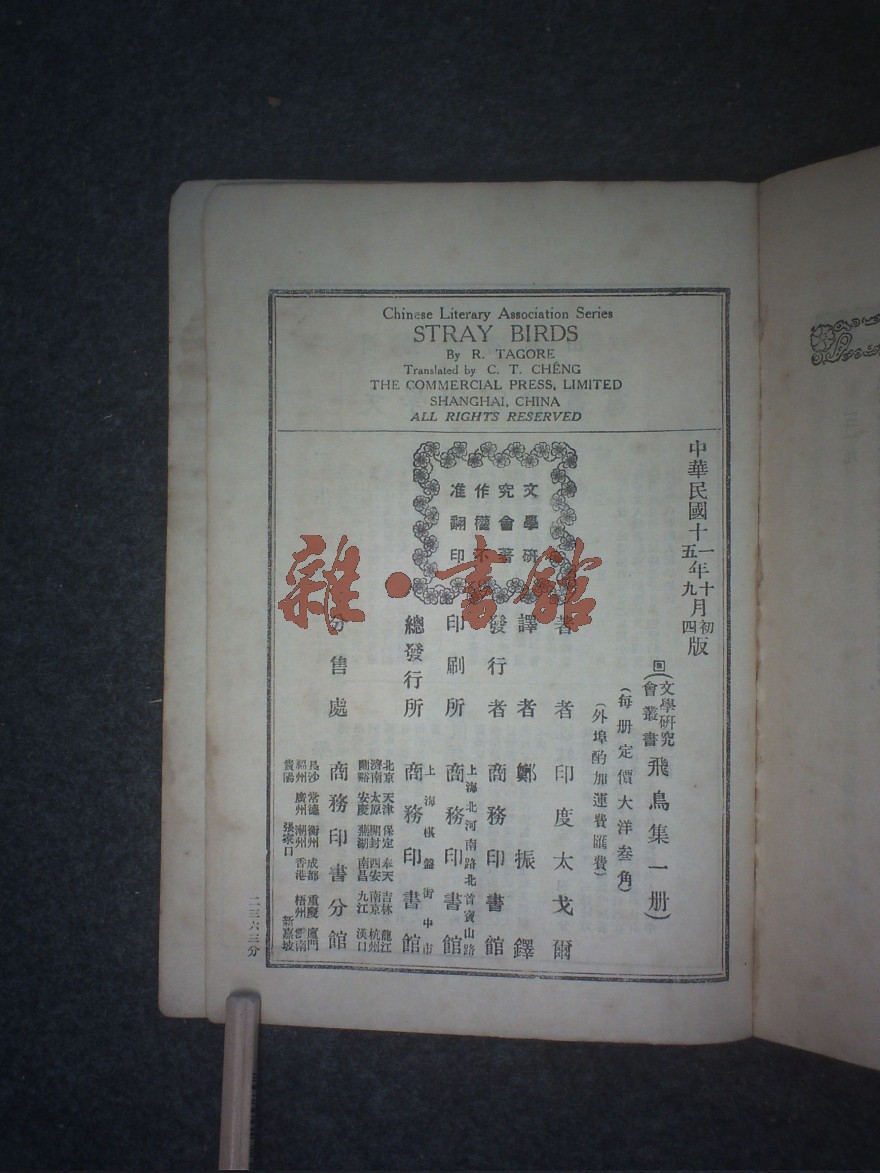 Chinese Literary Association Series
STRAY BIRDS
By R. TAGORE
Translated by C. T. CHÊNG
THE COMMERCIAL PRESS, LIMITED
SHANGHAI, CHINA
ALL RIGHTS RESERVED
中華民國十一年十月初版
五年九月四版
(文學研究會叢書飛鳥集一册)
(每册定價大洋叁角)
(外埠酌加運費匯費)
文學研
究會著
作權不
准翻印
著者 印度太戈爾
譯者 鄭振鐸
發行者 商務印書館
上海北河南路北首寶山路
印刷所 商務印書館
上海棋盤街中市
總發行所 商務印書館
北京 天津 保定 奉天 吉林 龍江
濟南 太原 開封 西安 南京 杭州
蘭谿 安慶 蕪湖 南昌 九江 漢口
分售處 商務印書分館
長沙 常德 衡州 成都 重慶 廈門
福州 廣州 潮州 香港 梧州 雲南
貴陽 張家口 新嘉坡
二三六三分
雜·書館